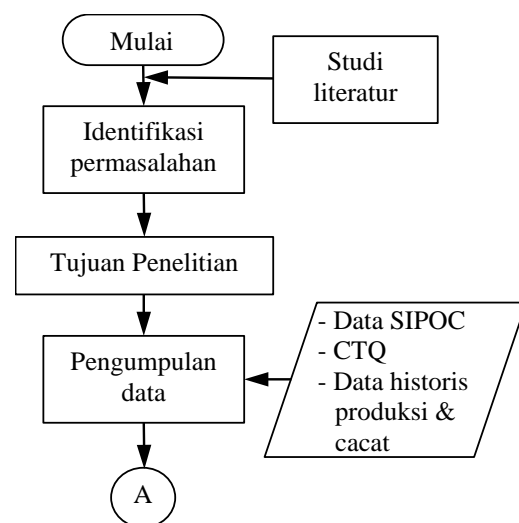 Mulai
Studi
literatur
Identifikasi
permasalahan
Tujuan Penelitian
Pengumpulan
data
- Data SIPOC
- CTQ
- Data historis
produksi &
cacat
A